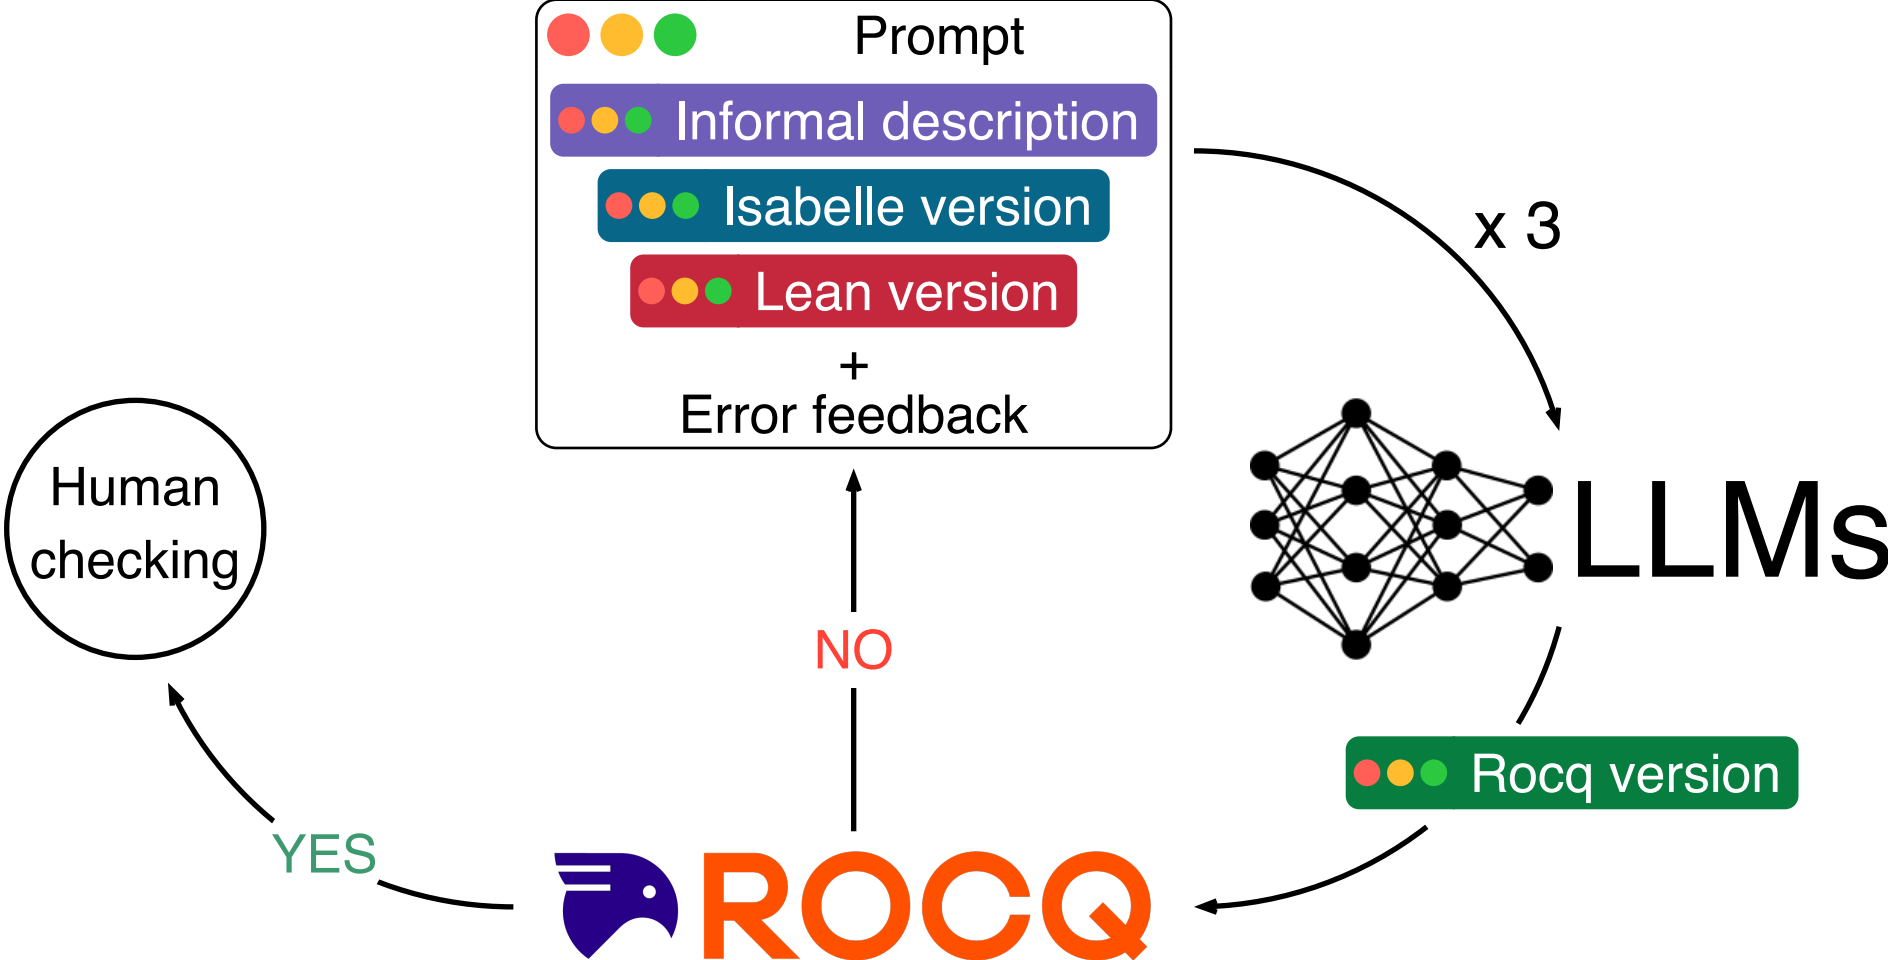 Prompt
Informal description
Isabelle version
Lean version
+
Error feedback
x 3
LLMs
Human
checking
NO
Rocq version
YES
ROCQ